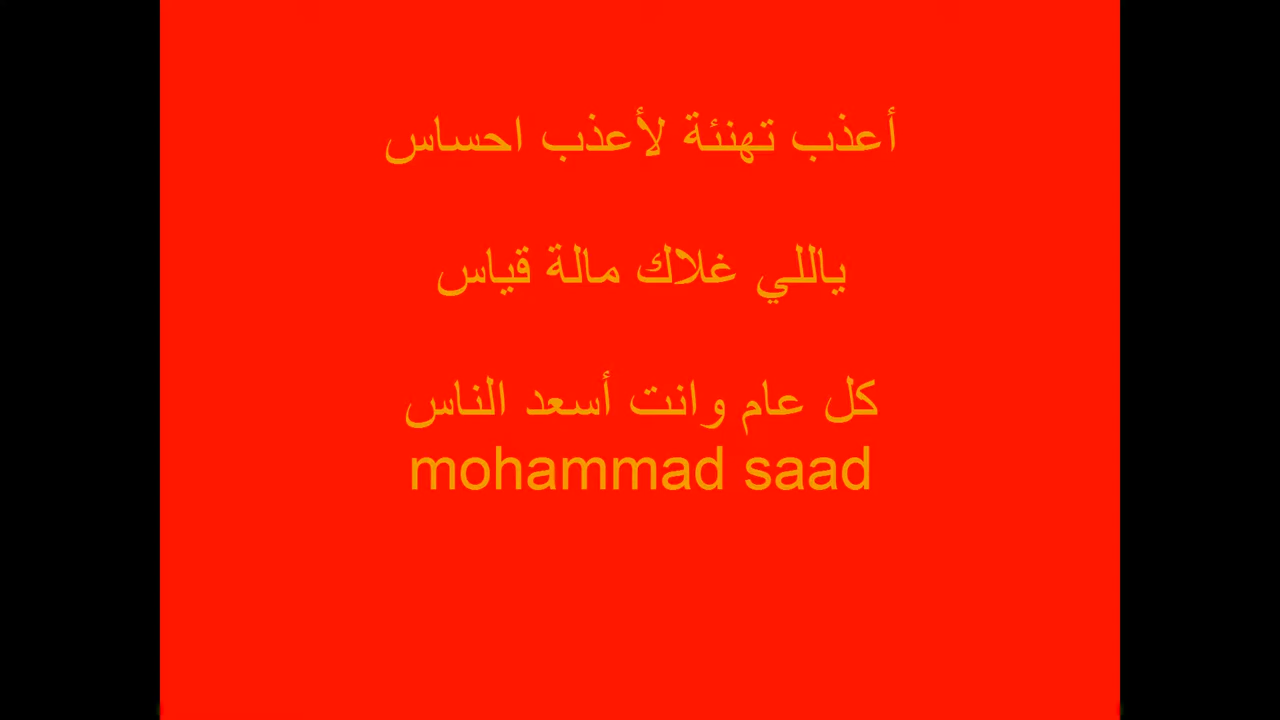 أعذب تهنئة لأعذب احساس
ياللي غلاك مالة قياس
كل عام وانت أسعد الناس
mohammad saad